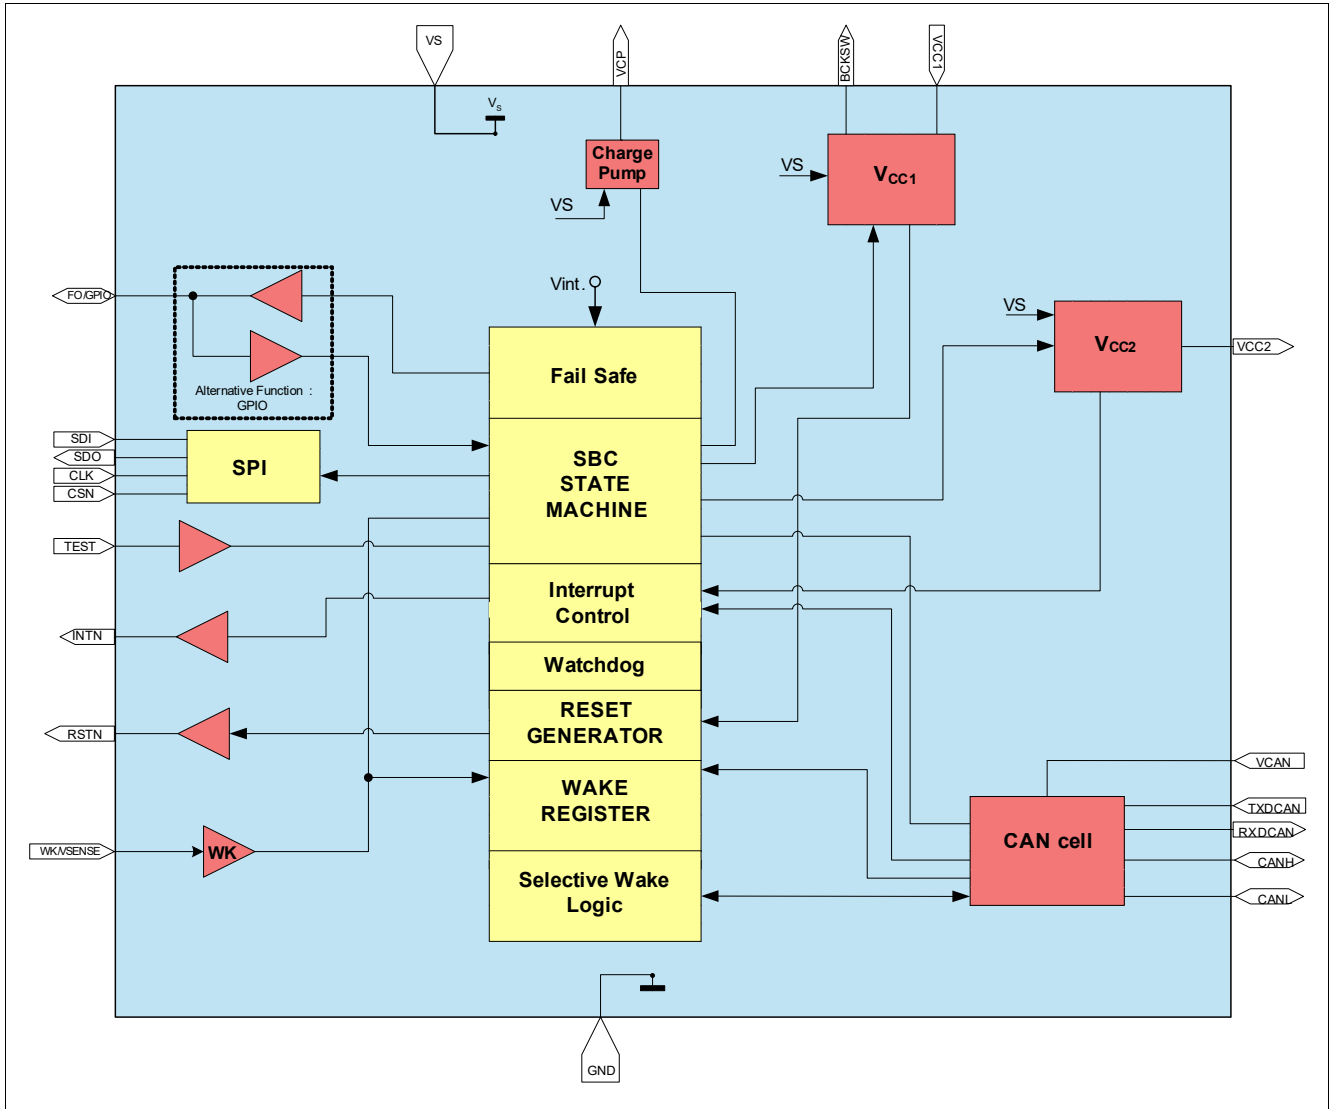 VS
VCP
BCKSW
VCC1
VS
Charge
Pump
VS
VS
VCC1
FO/GPIO
Alternative Function :
GPIO
Vint.
VS
VCC2
VCC2
Fail Safe
SDI
SDO
CLK
CSN
SPI
SBC
STATE
MACHINE
TEST
Interrupt
Control
INTN
Watchdog
RSTN
RESET
GENERATOR
WAKE
REGISTER
WK/VSENSE
WK
Selective Wake
Logic
CAN cell
VCAN
TXDCAN
RXDCAN
CANH
CANL
GND